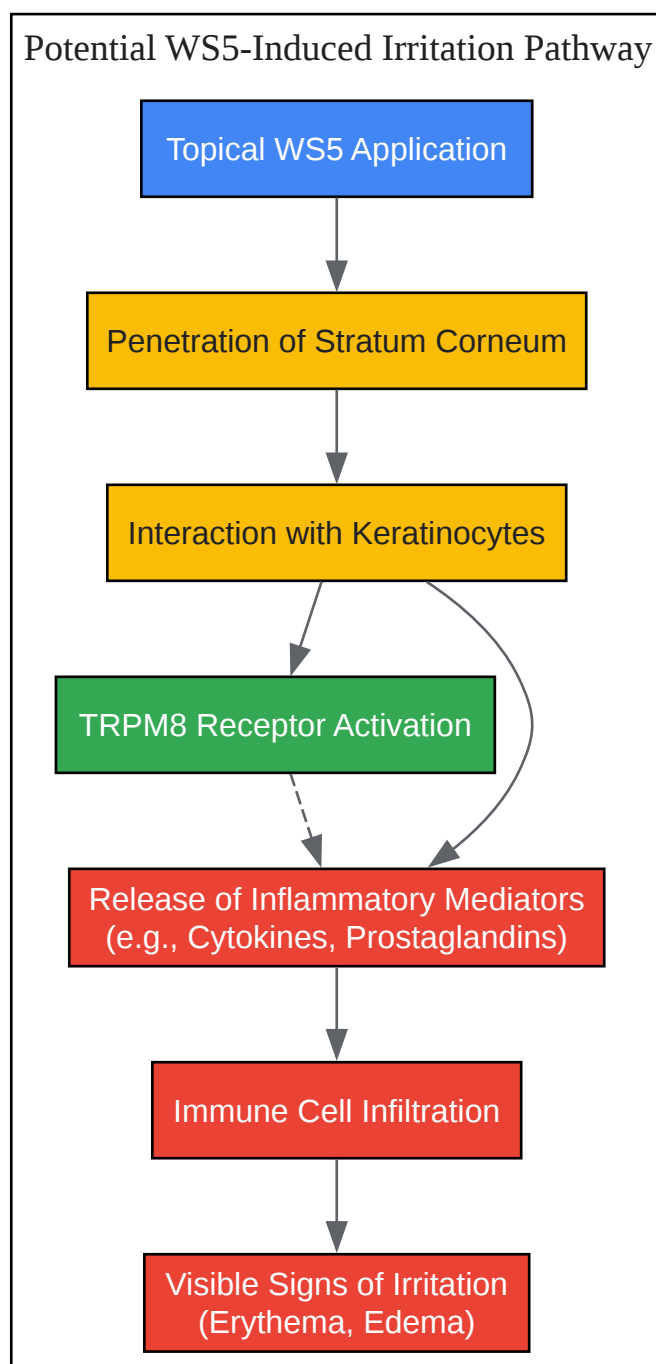 Potential WS5-Induced Irritation Pathway
Topical WS5 Application
Penetration of Stratum Corneum
Interaction with Keratinocytes
TRPM8 Receptor Activation
Release of Inflammatory Mediators
(e.g., Cytokines, Prostaglandins)
Immune Cell Infiltration
Visible Signs of Irritation
(Erythema, Edema)